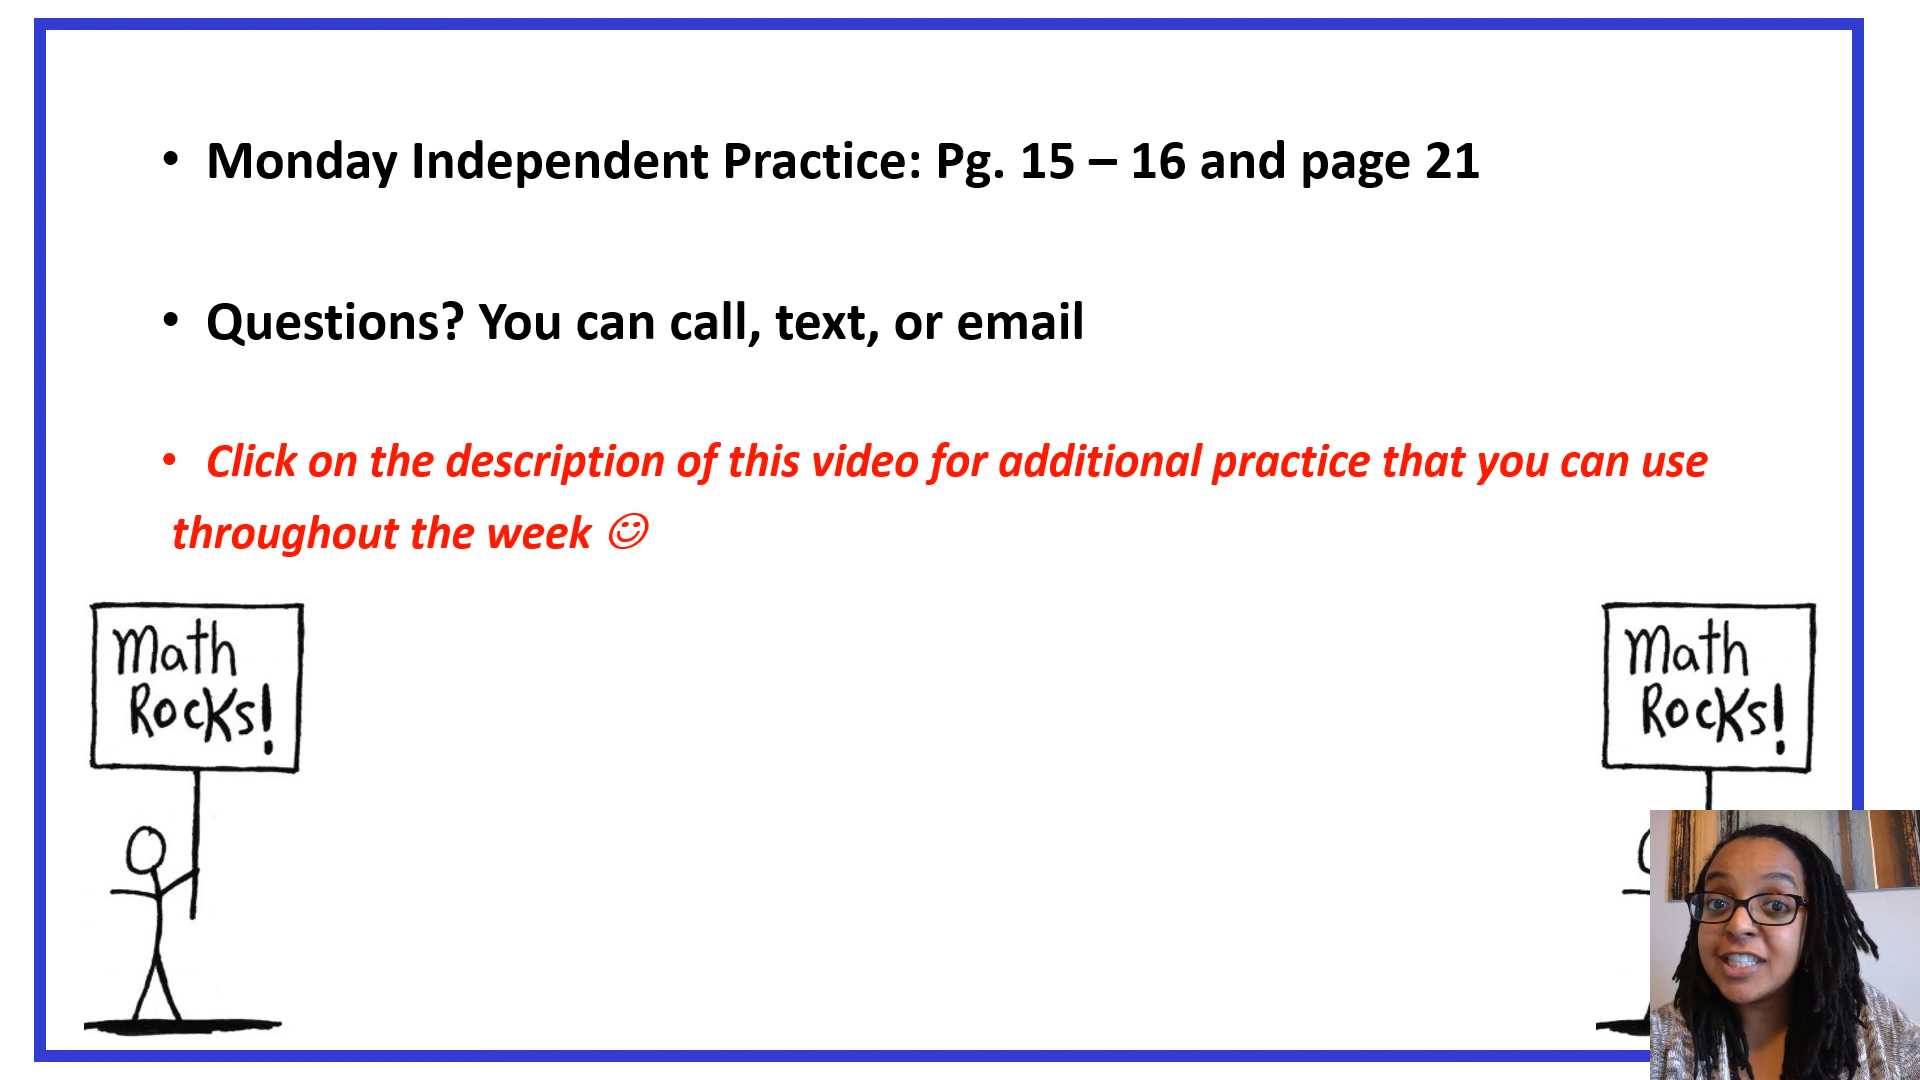 • Monday Independent Practice: Pg. 15 – 16 and page 21
• Questions? You can call, text, or email
• Click on the description of this video for additional practice that you can use
throughout the week ☺
Math
Rocks!
Math
Rocks!